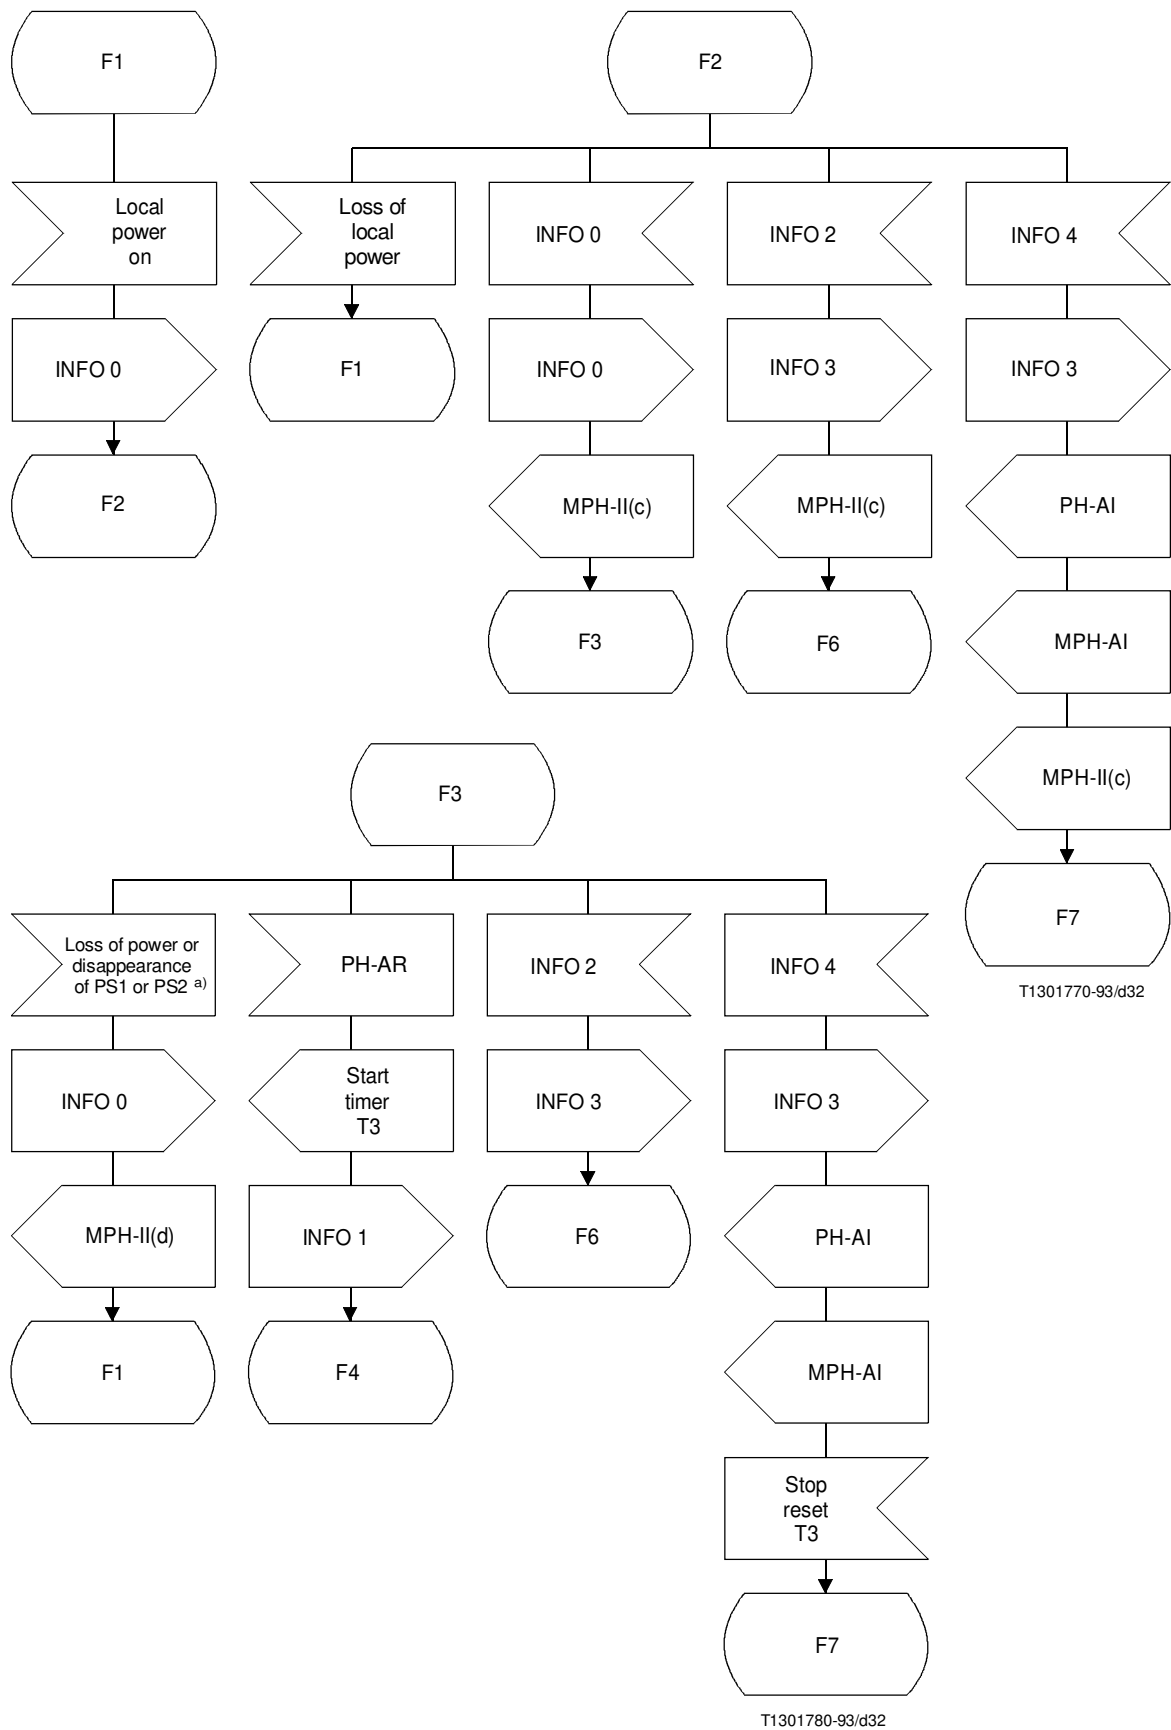 F1
F2
Local
power
on
Loss of
local
power
INFO 0
INFO 2
INFO 4
INFO 0
F1
INFO 0
INFO 3
INFO 3
F2
MPH-II(c)
MPH-II(c)
PH-AI
F3
F6
MPH-AI
MPH-II(c)
F7
T1301770-93/d32
F3
Loss of power or
disappearance
of PS1 or PS2 a)
PH-AR
INFO 2
INFO 4
INFO 0
Start
timer
T3
INFO 3
INFO 3
MPH-II(d)
INFO 1
F6
PH-AI
F1
F4
MPH-AI
Stop
reset
T3
F7
T1301780-93/d32